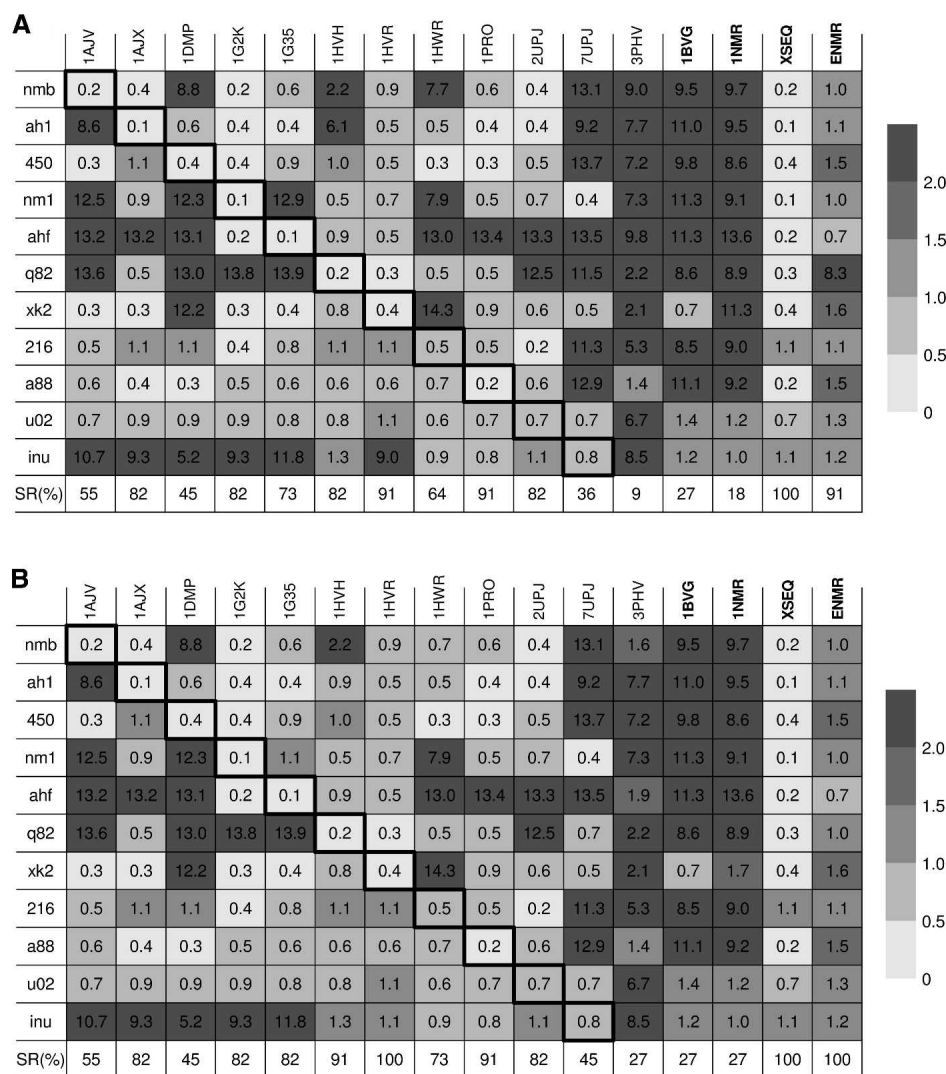 A
1AJV 1AJX 1DMP 1G2K 1G35 1HVH 1HVR 1HWR 1PRO 2UPJ 7UPJ 3PHV 1BVG 1NMR XSEQ ENMR
nmb 0.2 0.4 8.8 0.2 0.6 2.2 0.9 7.7 0.6 0.4 13.1 9.0 9.5 9.7 0.2 1.0
ah1 8.6 0.1 0.6 0.4 0.4 6.1 0.5 0.5 0.4 0.4 9.2 7.7 11.0 9.5 0.1 1.1
450 0.3 1.1 0.4 0.4 0.9 1.0 0.5 0.3 0.3 0.5 13.7 7.2 9.8 8.6 0.4 1.5
nm1 12.5 0.9 12.3 0.1 12.9 0.5 0.7 7.9 0.5 0.7 0.4 7.3 11.3 9.1 0.1 1.0
ahf 13.2 13.2 13.1 0.2 0.1 0.9 0.5 13.0 13.4 13.3 13.5 9.8 11.3 13.6 0.2 0.7
q82 13.6 0.5 13.0 13.8 13.9 0.2 0.3 0.5 0.5 12.5 11.5 2.2 8.6 8.9 0.3 8.3
xk2 0.3 0.3 12.2 0.3 0.4 0.8 0.4 14.3 0.9 0.6 0.5 2.1 0.7 11.3 0.4 1.6
216 0.5 1.1 1.1 0.4 0.8 1.1 1.1 0.5 0.5 0.2 11.3 5.3 8.5 9.0 1.1 1.1
a88 0.6 0.4 0.3 0.5 0.6 0.6 0.6 0.7 0.2 0.6 12.9 1.4 11.1 9.2 0.2 1.5
u02 0.7 0.9 0.9 0.9 0.8 0.8 1.1 0.6 0.7 0.7 0.7 6.7 1.4 1.2 0.7 1.3
inu 10.7 9.3 5.2 9.3 11.8 1.3 9.0 0.9 0.8 1.1 0.8 8.5 1.2 1.0 1.1 1.2
SR(%) 55 82 45 82 73 82 91 64 91 82 36 9 27 18 100 91
2.0
1.5
1.0
0.5
0
B
1AJV 1AJX 1DMP 1G2K 1G35 1HVH 1HVR 1HWR 1PRO 2UPJ 7UPJ 3PHV 1BVG 1NMR XSEQ ENMR
nmb 0.2 0.4 8.8 0.2 0.6 2.2 0.9 0.7 0.6 0.4 13.1 1.6 9.5 9.7 0.2 1.0
ah1 8.6 0.1 0.6 0.4 0.4 0.9 0.5 0.5 0.4 0.4 9.2 7.7 11.0 9.5 0.1 1.1
450 0.3 1.1 0.4 0.4 0.9 1.0 0.5 0.3 0.3 0.5 13.7 7.2 9.8 8.6 0.4 1.5
nm1 12.5 0.9 12.3 0.1 1.1 0.5 0.7 7.9 0.5 0.7 0.4 7.3 11.3 9.1 0.1 1.0
ahf 13.2 13.2 13.1 0.2 0.1 0.9 0.5 13.0 13.4 13.3 13.5 1.9 11.3 13.6 0.2 0.7
q82 13.6 0.5 13.0 13.8 13.9 0.2 0.3 0.5 0.5 12.5 0.7 2.2 8.6 8.9 0.3 1.0
xk2 0.3 0.3 12.2 0.3 0.4 0.8 0.4 14.3 0.9 0.6 0.5 2.1 0.7 1.7 0.4 1.6
216 0.5 1.1 1.1 0.4 0.8 1.1 1.1 0.5 0.5 0.2 11.3 5.3 8.5 9.0 1.1 1.1
a88 0.6 0.4 0.3 0.5 0.6 0.6 0.6 0.7 0.2 0.6 12.9 1.4 11.1 9.2 0.2 1.5
u02 0.7 0.9 0.9 0.9 0.8 0.8 1.1 0.6 0.7 0.7 0.7 6.7 1.4 1.2 0.7 1.3
inu 10.7 9.3 5.2 9.3 11.8 1.3 1.1 0.9 0.8 1.1 0.8 8.5 1.2 1.0 1.1 1.2
SR(%) 55 82 45 82 82 91 100 73 91 82 45 27 27 27 100 100
2.0
1.5
1.0
0.5
0